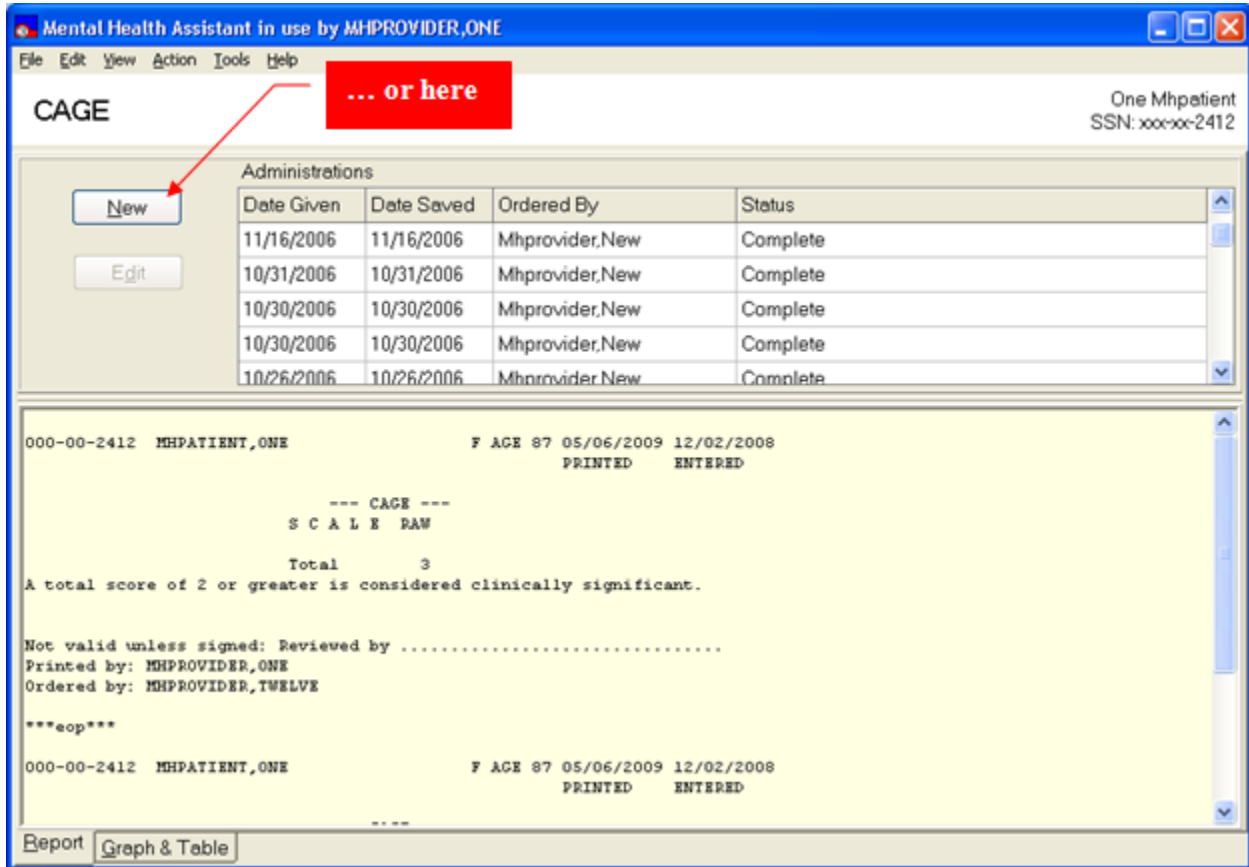 Mental Health Assistant in use by MHPROVIDER,ONE
File Edit View Action Tools Help
... or here
CAGE
One Mhpatient
SSN: xxx-xx-2412
Administrations
New
Edit
Date Given Date Saved Ordered By Status
11/16/2006 11/16/2006 Mhprovider,New Complete
10/31/2006 10/31/2006 Mhprovider,New Complete
10/30/2006 10/30/2006 Mhprovider,New Complete
10/30/2006 10/30/2006 Mhprovider,New Complete
10/26/2006 10/26/2006 Mhprovider,New Complete
000-00-2412 MHPATIENT,ONE F AGE 87 05/06/2009 12/02/2008
PRINTED ENTERED
--- CAGE ---
S C A L E RAW
Total 3
A total score of 2 or greater is considered clinically significant.
Not valid unless signed: Reviewed by ................................
Printed by: MHPROVIDER,ONE
Ordered by: MHPROVIDER,TWELVE
***eop***
000-00-2412 MHPATIENT,ONE F AGE 87 05/06/2009 12/02/2008
PRINTED ENTERED
Report Graph & Table